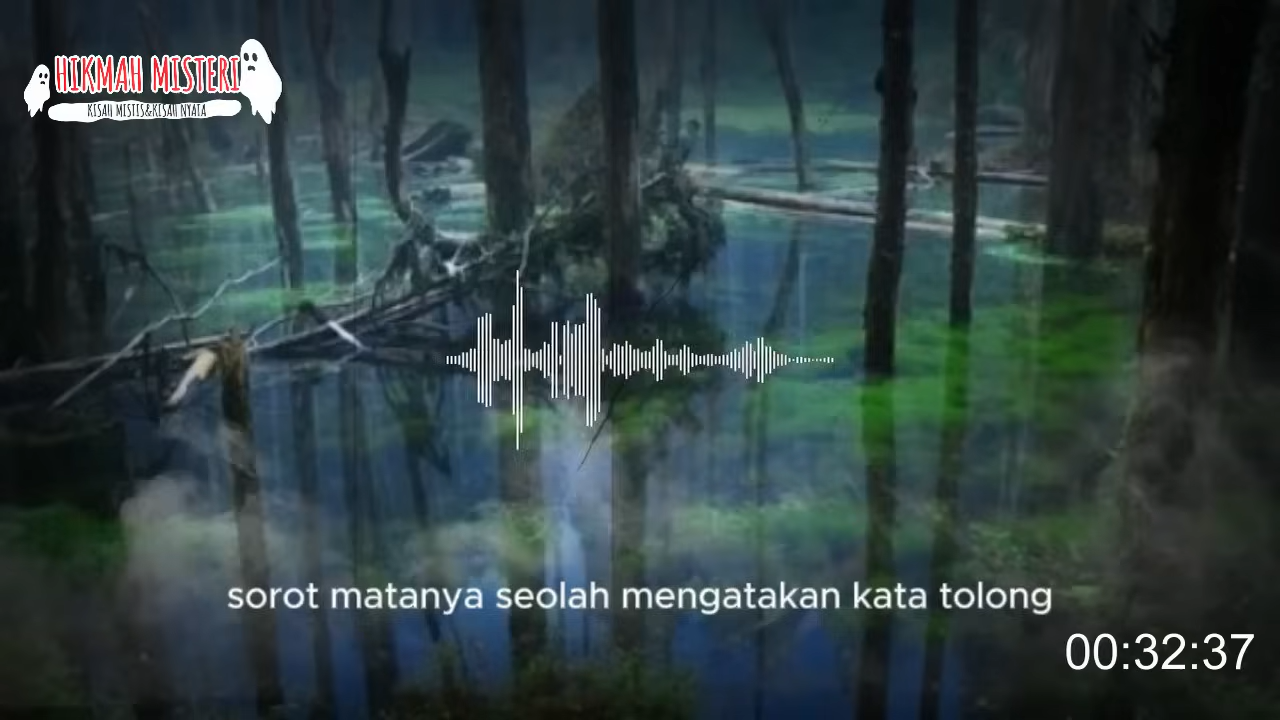 HIKMAH MISTERI
KISAH MISTIS&KISAH NYATA
sorot matanya seolah mengatakan kata tolong
00:32:37